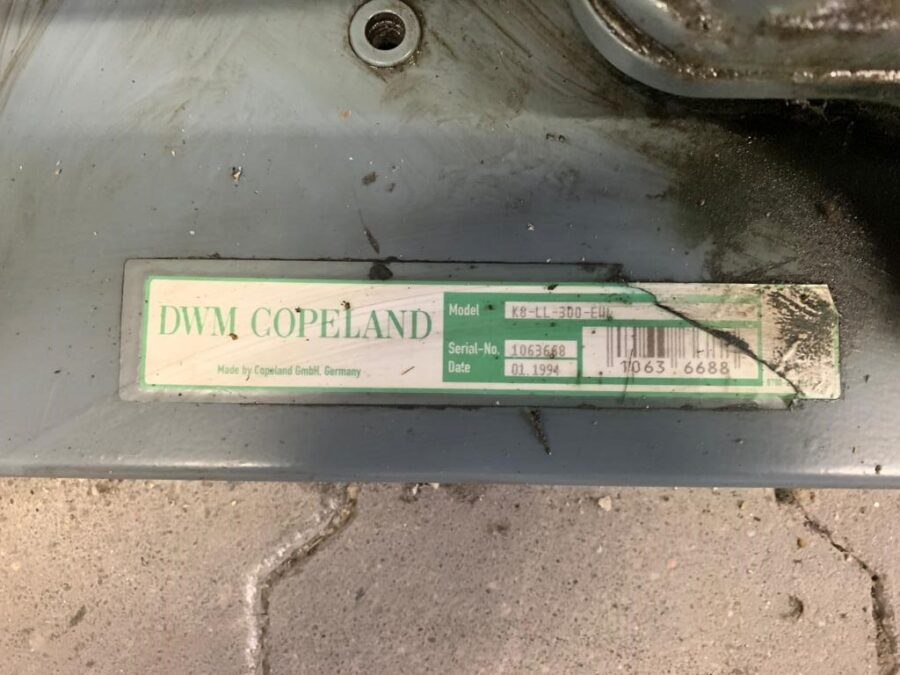 DWM COPELAND
Made by Copeland GmbH. Germany
Model K8-LL-300-EWL
Serial-No. 1063668
Date 01.1994
1063 6688